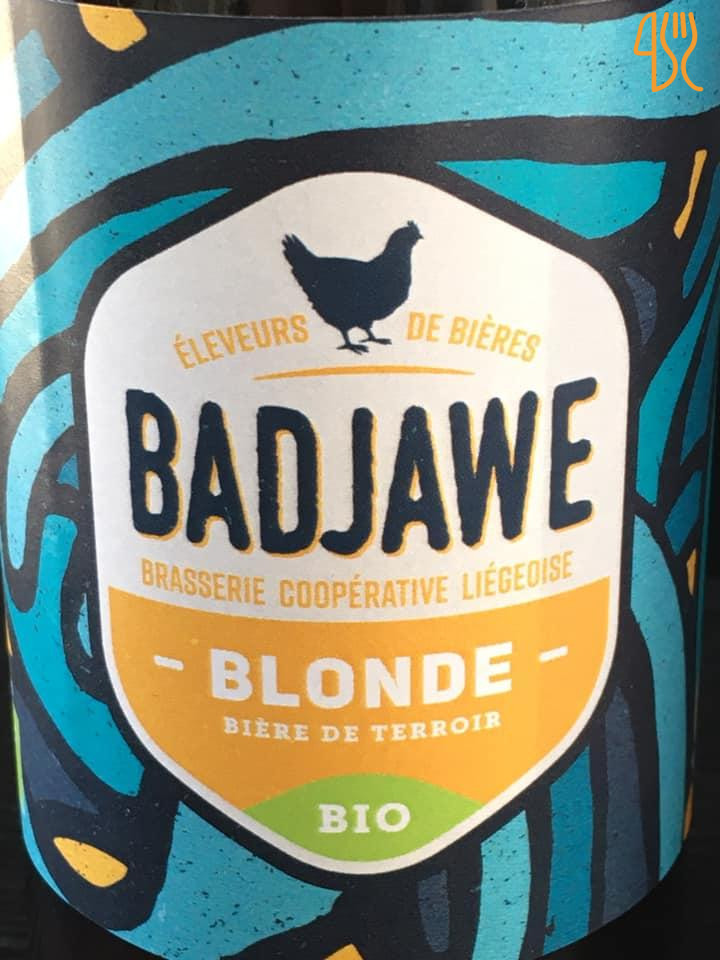 ÉLEVEURS DE BIÈRES
BADJAWE
BRASSERIE COOPÉRATIVE LIÉGEOISE
- BLONDE -
BIÈRE DE TERROIR
BIO